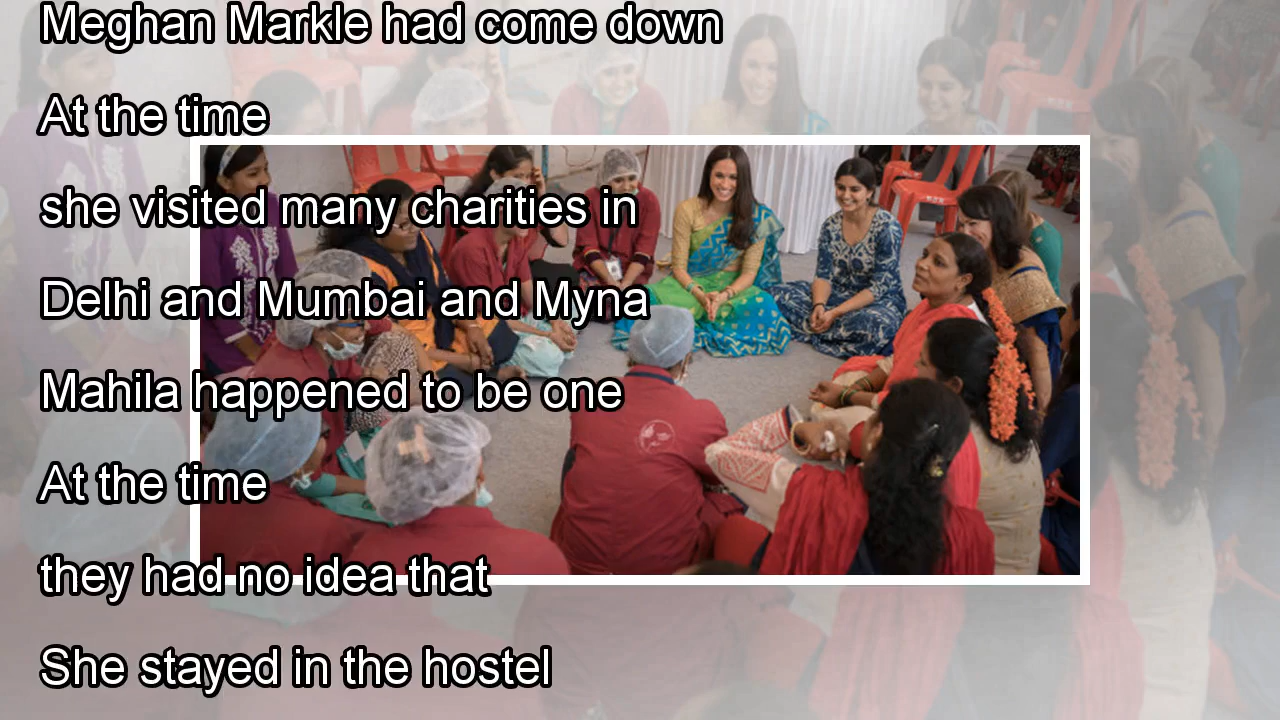 Meghan Markle had come down
At the time
she visited many charities in
Delhi and Mumbai and Myna
Mahila happened to be one
At the time
they had no idea that
She stayed in the hostel